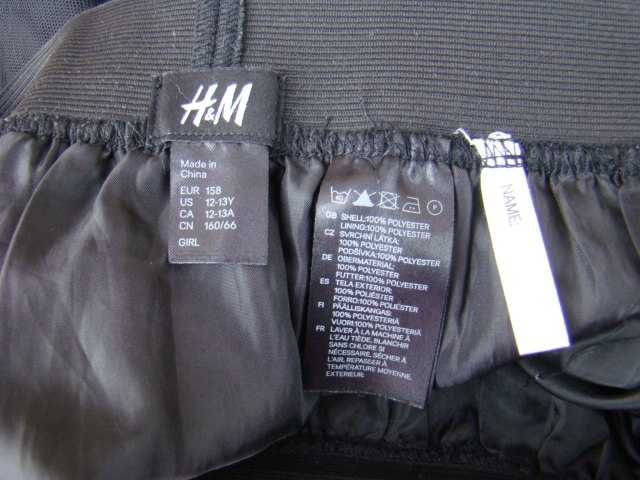 H&M
Made in
China
EUR 158
US 12-13Y
CA 12-13A
CN 160/66
GIRL
GB SHELL:100% POLYESTER
LINING:100% POLYESTER
CZ SVRCHNÍ LÁTKA:
100% POLYESTER
PODŠÍVKA:100% POLYESTER
DE OBERMATERIAL:
100% POLYESTER
FUTTER:100% POLYESTER
ES TELA EXTERIOR:
100% POLIÉSTER
FORRO:100% POLIÉSTER
FI PÄÄLLISKANGAS:
100% POLYESTERIÄ
VUORI:100% POLYESTERIÄ
FR LAVER À LA MACHINE À
L'EAU TIÈDE, BLANCHIR
SANS CHLORE SI
NÉCESSAIRE, SÉCHER À
L'AIR, REPASSER À
TEMPÉRATURE MOYENNE,
EXTERIEUR:
NAME: